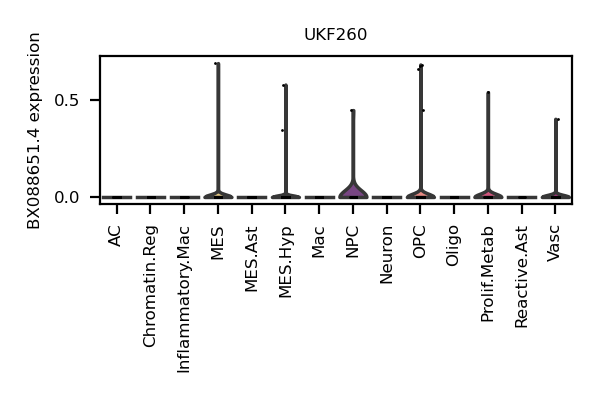 UKF260
BX088651.4 expression
0.5
0.0
AC
Chromatin.Reg
Inflammatory.Mac
MES
MES.Ast
MES.Hyp
Mac
NPC
Neuron
OPC
Oligo
Prolif.Metab
Reactive.Ast
Vasc